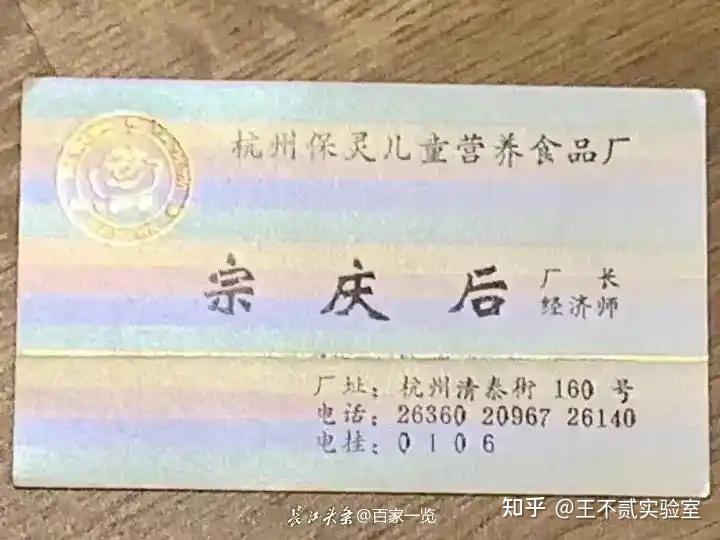 杭州保灵儿童营养食品厂
宗庆后 厂长
经济师
厂址：杭州清泰街 160 号
电话：26360 20967 26140
电挂：0 1 0 6
长江头条@百家一览
知乎 @王不贰实验室